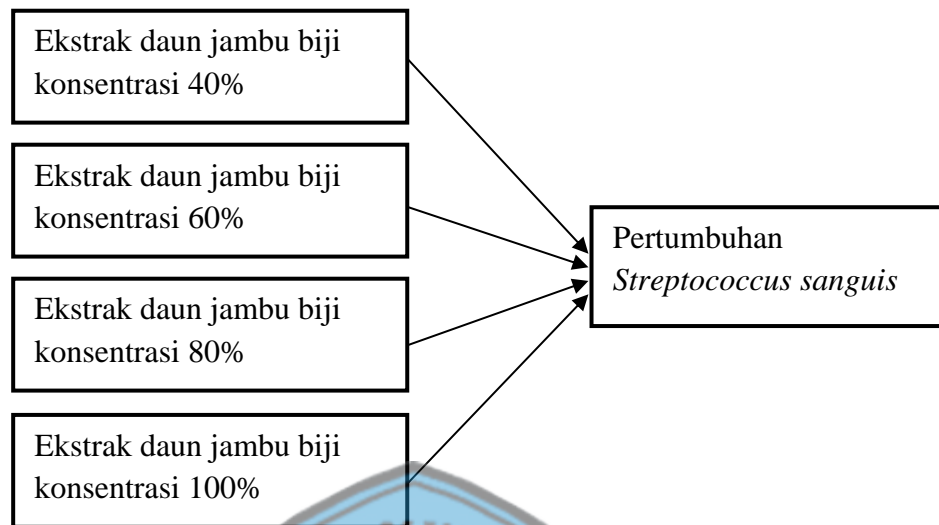 Ekstrak daun jambu biji
konsentrasi 40%
Ekstrak daun jambu biji
konsentrasi 60%
Ekstrak daun jambu biji
konsentrasi 80%
Ekstrak daun jambu biji
konsentrasi 100%
Pertumbuhan
Streptococcus sanguis